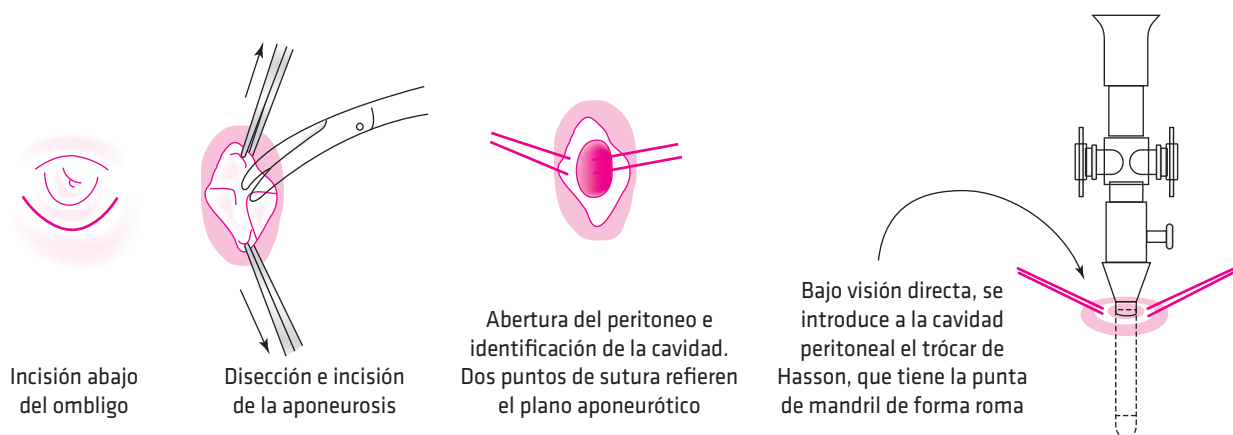 Incisión abajo
del ombligo
Disección e incisión
de la aponeurosis
Abertura del peritoneo e
identificación de la cavidad.
Dos puntos de sutura refieren
el plano aponeurótico
Bajo visión directa, se
introduce a la cavidad
peritoneal el trócar de
Hasson, que tiene la punta
de mandril de forma roma